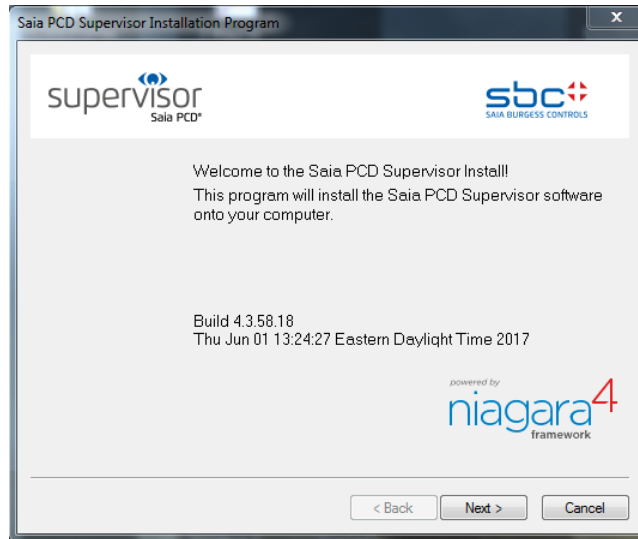 Saia PCD Supervisor Installation Program
supervisor
Saia PCD®
sbc
SAIA BURGESS CONTROLS
Welcome to the Saia PCD Supervisor Install!
This program will install the Saia PCD Supervisor software
onto your computer.
Build 4.3.58.18
Thu Jun 01 13:24:27 Eastern Daylight Time 2017
powered by
niagara4
framework
< Back Next > Cancel